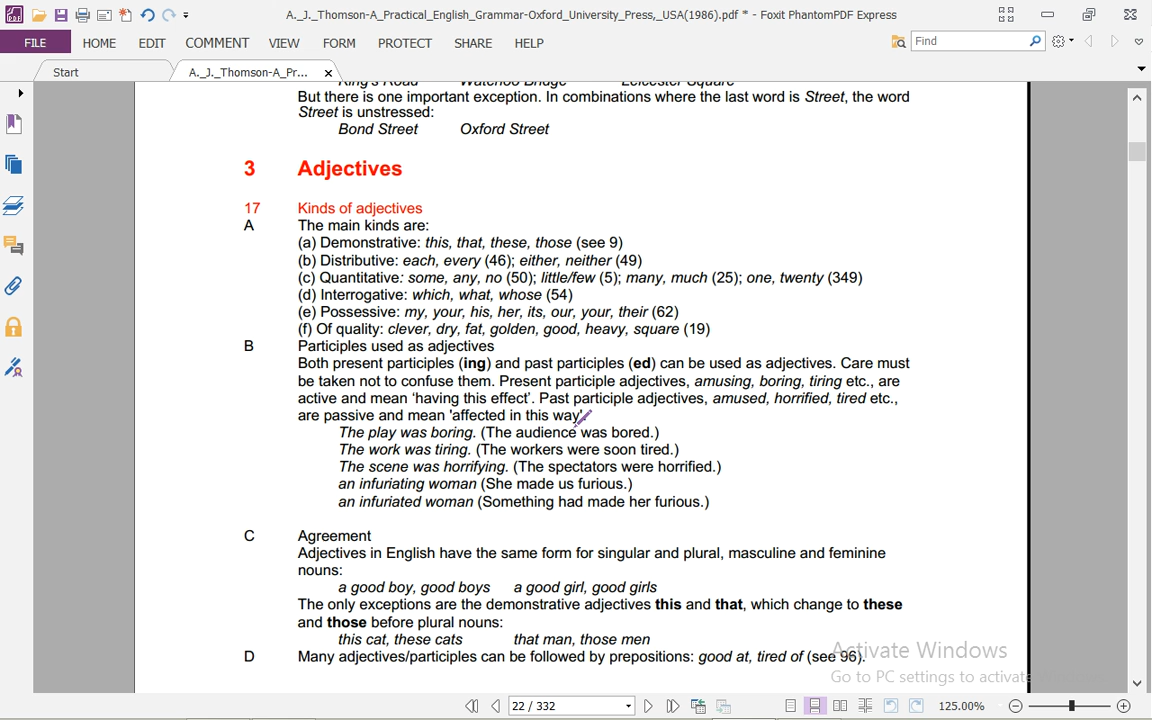 A._J._Thomson-A_Practical_English_Grammar-Oxford_University_Press,_USA(1986).pdf * - Foxit PhantomPDF Express
FILE HOME EDIT COMMENT VIEW FORM PROTECT SHARE HELP Find
Start A._J._Thomson-A_Pr...
King's Road Waterloo Bridge Leicester Square
But there is one important exception. In combinations where the last word is Street, the word
Street is unstressed:
Bond Street Oxford Street
3 Adjectives
17 Kinds of adjectives
A The main kinds are:
(a) Demonstrative: this, that, these, those (see 9)
(b) Distributive: each, every (46); either, neither (49)
(c) Quantitative: some, any, no (50); little/few (5); many, much (25); one, twenty (349)
(d) Interrogative: which, what, whose (54)
(e) Possessive: my, your, his, her, its, our, your, their (62)
(f) Of quality: clever, dry, fat, golden, good, heavy, square (19)
B Participles used as adjectives
Both present participles (ing) and past participles (ed) can be used as adjectives. Care must
be taken not to confuse them. Present participle adjectives, amusing, boring, tiring etc., are
active and mean ‘having this effect’. Past participle adjectives, amused, horrified, tired etc.,
are passive and mean 'affected in this way'
The play was boring. (The audience was bored.)
The work was tiring. (The workers were soon tired.)
The scene was horrifying. (The spectators were horrified.)
an infuriating woman (She made us furious.)
an infuriated woman (Something had made her furious.)
C Agreement
Adjectives in English have the same form for singular and plural, masculine and feminine
nouns:
a good boy, good boys a good girl, good girls
The only exceptions are the demonstrative adjectives this and that, which change to these
and those before plural nouns:
this cat, these cats that man, those men
D Many adjectives/participles can be followed by prepositions: good at, tired of (see 96).
Activate Windows
Go to PC settings to activate
22 / 332 125.00%